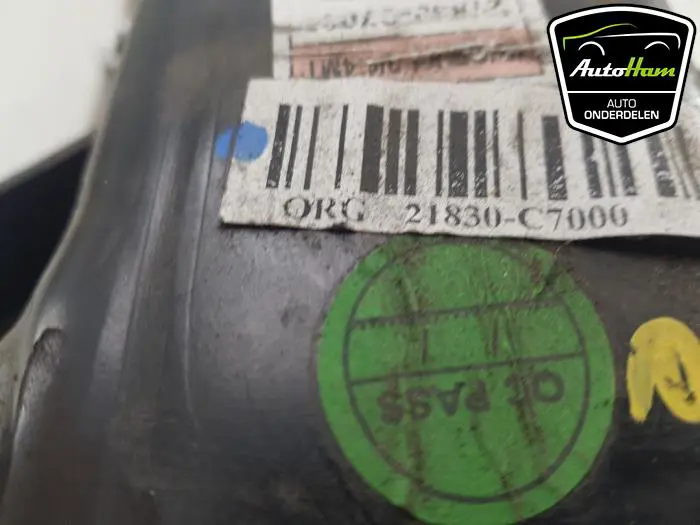 AutoHam
AUTO
ONDERDELEN
ORG 21830-C7000
QC PASS